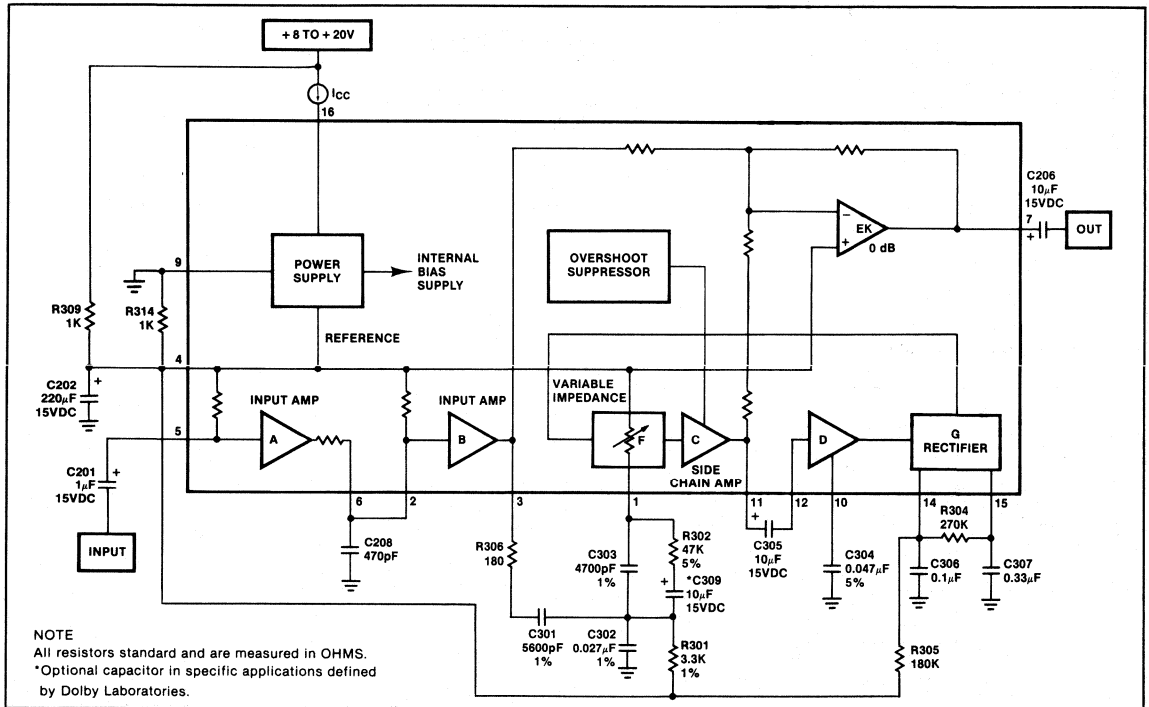 + 8 TO + 20V
ICC
16
C206
10µF
15VDC
7
+
OUT
EK
−
+
0 dB
POWER
SUPPLY
INTERNAL
BIAS
SUPPLY
OVERSHOOT
SUPPRESSOR
9
R309
1K
R314
1K
REFERENCE
4
C202
220µF
15VDC
+
INPUT AMP
A
INPUT AMP
B
VARIABLE
IMPEDANCE
F
C
SIDE
CHAIN AMP
D
G
RECTIFIER
5
C201
1µF
15VDC
+
INPUT
6
2
3
1
11
12
10
14
15
C208
470pF
R306
180
C303
4700pF
1%
R302
47K
5%
+
*C309
10µF
15VDC
+
C305
10µF
15VDC
C304
0.047µF
5%
R304
270K
C306
0.1µF
C307
0.33µF
C301
5600pF
1%
C302
0.027µF
1%
R301
3.3K
1%
R305
180K
NOTE
All resistors standard and are measured in OHMS.
*Optional capacitor in specific applications defined
by Dolby Laboratories.